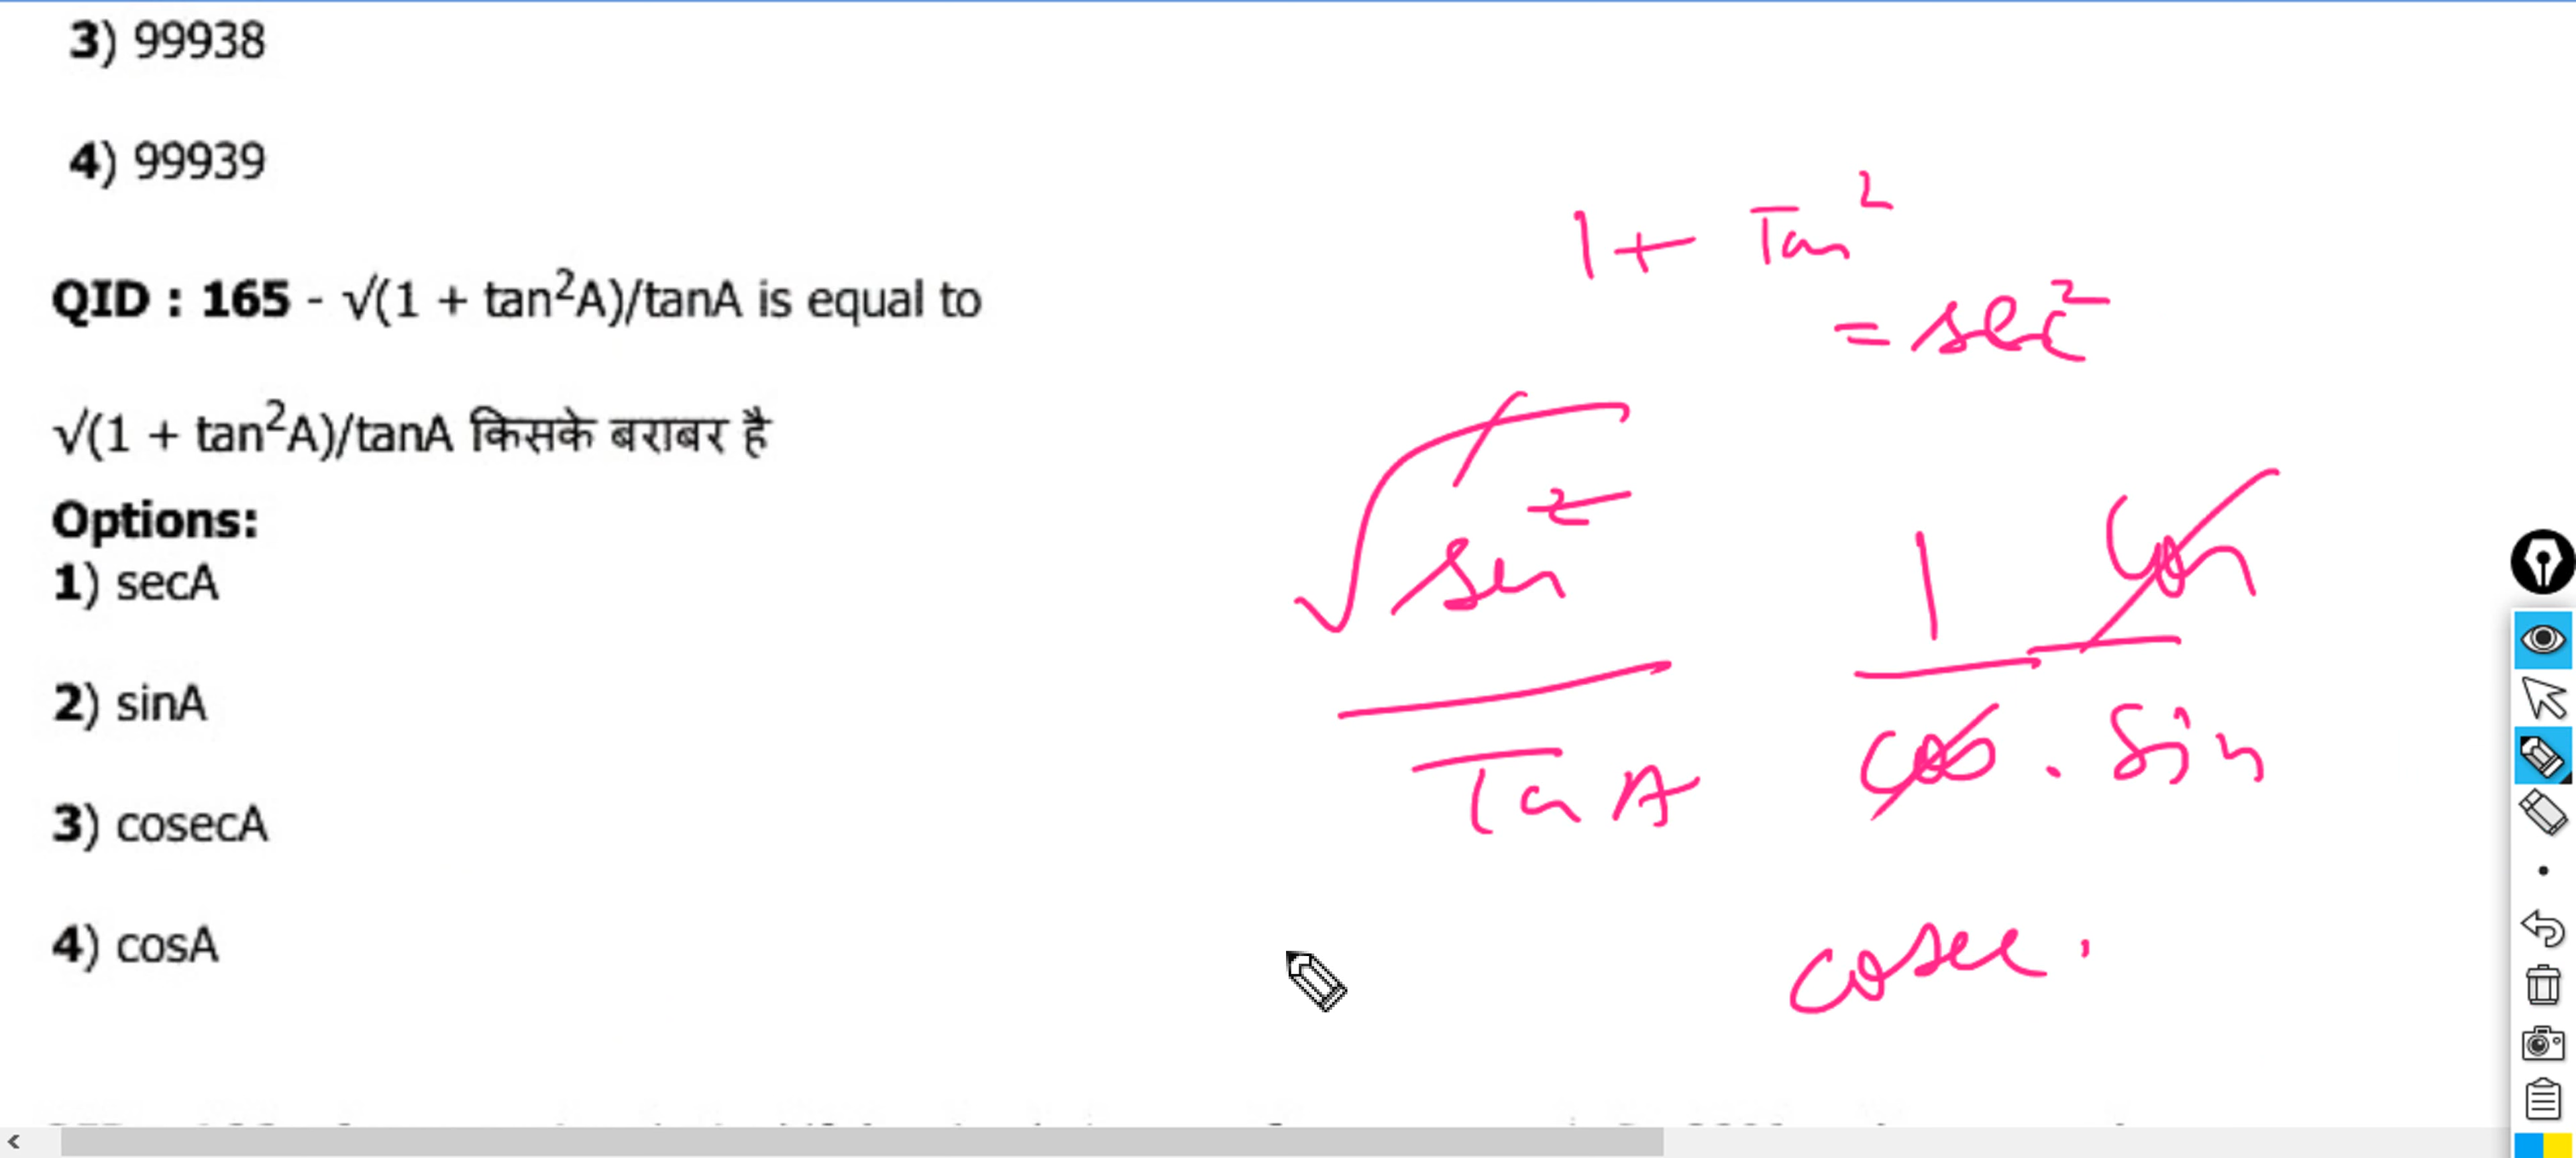 3) 99938
4) 99939
QID : 165 - √(1 + tan²A)/tanA is equal to
√(1 + tan²A)/tanA किसके बराबर है
Options:
1) secA
2) sinA
3) cosecA
4) cosA
1 + Tan²
= sec²
√sec²
Tan A
1 cos
cos . Sin
cosec .